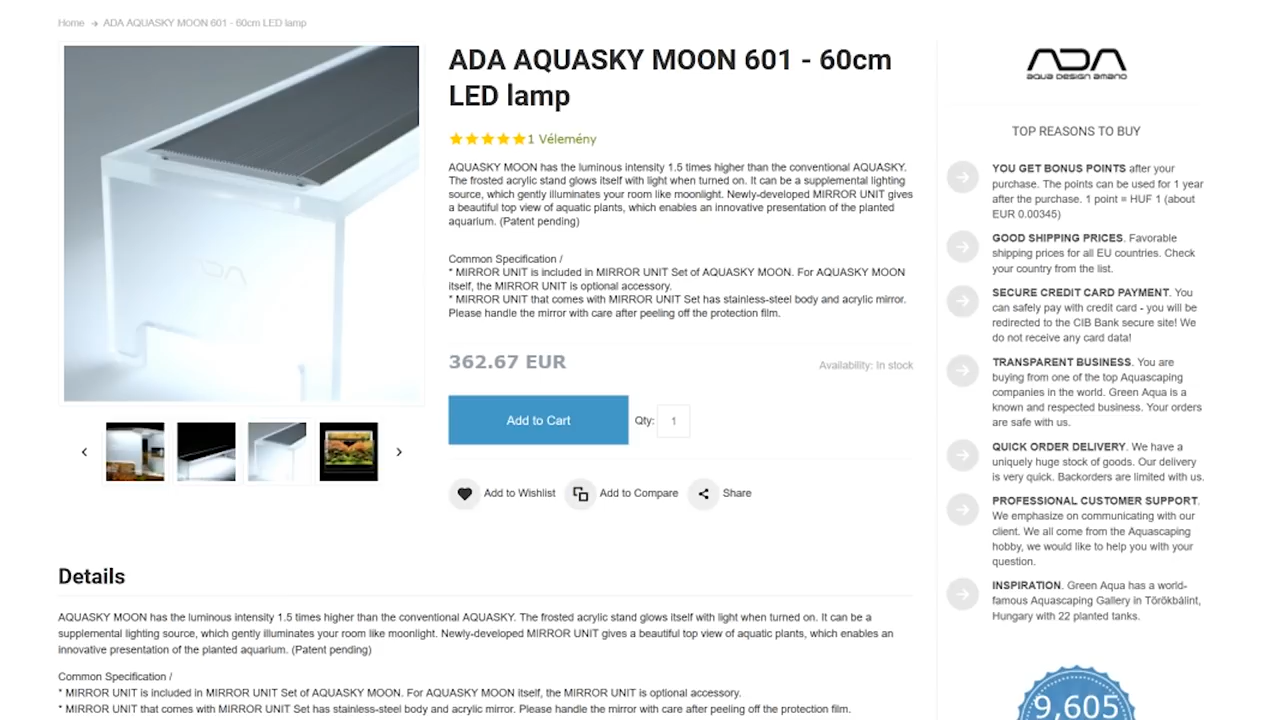 Home → ADA AQUASKY MOON 601 - 60cm LED lamp
ADA
ADA AQUASKY MOON 601 - 60cm
LED lamp
1 Vélemény
AQUASKY MOON has the luminous intensity 1.5 times higher than the conventional AQUASKY.
The frosted acrylic stand glows itself with light when turned on. It can be a supplemental lighting
source, which gently illuminates your room like moonlight. Newly-developed MIRROR UNIT gives
a beautiful top view of aquatic plants, which enables an innovative presentation of the planted
aquarium. (Patent pending)
Common Specification /
* MIRROR UNIT is included in MIRROR UNIT Set of AQUASKY MOON. For AQUASKY MOON
itself, the MIRROR UNIT is optional accessory.
* MIRROR UNIT that comes with MIRROR UNIT Set has stainless-steel body and acrylic mirror.
Please handle the mirror with care after peeling off the protection film.
362.67 EUR
Availability: In stock
Add to Cart
Qty: 1
Add to Wishlist
Add to Compare
Share
Details
AQUASKY MOON has the luminous intensity 1.5 times higher than the conventional AQUASKY. The frosted acrylic stand glows itself with light when turned on. It can be a
supplemental lighting source, which gently illuminates your room like moonlight. Newly-developed MIRROR UNIT gives a beautiful top view of aquatic plants, which enables an
innovative presentation of the planted aquarium. (Patent pending)
Common Specification /
* MIRROR UNIT is included in MIRROR UNIT Set of AQUASKY MOON. For AQUASKY MOON itself, the MIRROR UNIT is optional accessory.
* MIRROR UNIT that comes with MIRROR UNIT Set has stainless-steel body and acrylic mirror. Please handle the mirror with care after peeling off the protection film.
ADA
aqua design amano
TOP REASONS TO BUY
YOU GET BONUS POINTS after your
purchase. The points can be used for 1 year
after the purchase. 1 point = HUF 1 (about
EUR 0.00345)
GOOD SHIPPING PRICES. Favorable
shipping prices for all EU countries. Check
your country from the list.
SECURE CREDIT CARD PAYMENT. You
can safely pay with credit card - you will be
redirected to the CIB Bank secure site! We
do not receive any card data!
TRANSPARENT BUSINESS. You are
buying from one of the top Aquascaping
companies in the world. Green Aqua is a
known and respected business. Your orders
are safe with us.
QUICK ORDER DELIVERY. We have a
uniquely huge stock of goods. Our delivery
is very quick. Backorders are limited with us.
PROFESSIONAL CUSTOMER SUPPORT.
We emphasize on communicating with our
client. We all come from the Aquascaping
hobby, we would like to help you with your
question.
INSPIRATION. Green Aqua has a world-
famous Aquascaping Gallery in Törökbálint,
Hungary with 22 planted tanks.
9,605